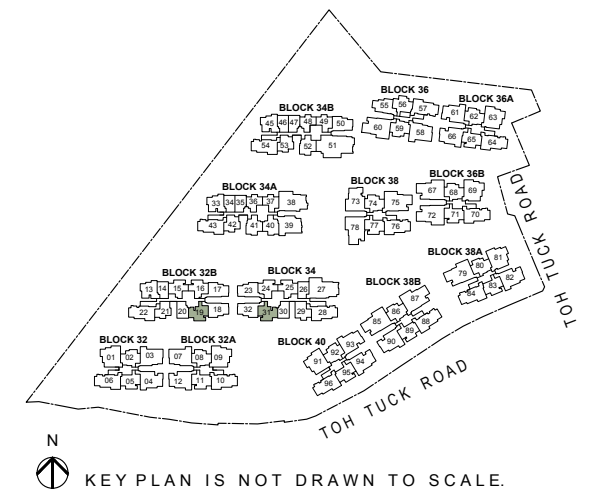 BLOCK 36
55 56 57
60 59 58
BLOCK 36A
61 62 63
66 65 64
BLOCK 34B
45 46 47 48 49 50
54 53 52 51
BLOCK 36B
67 68 69
72 71 70
BLOCK 38
73 74 75
78 77 76
BLOCK 34A
33 34 35 36 37 38
43 42 41 40 39
TOH TUCK ROAD
BLOCK 38A
79 80 81
84 83 82
BLOCK 32B
13 14 15 16 17
22 21 20 19 18
BLOCK 34
23 24 25 26 27
32 31 30 29 28
BLOCK 38B
85 86 87
90 89 88
BLOCK 32
01 02 03
06 05 04
BLOCK 32A
07 08 09
12 11 10
BLOCK 40
91 92 93
96 95 94
TOH TUCK ROAD
N
KEY PLAN IS NOT DRAWN TO SCALE.